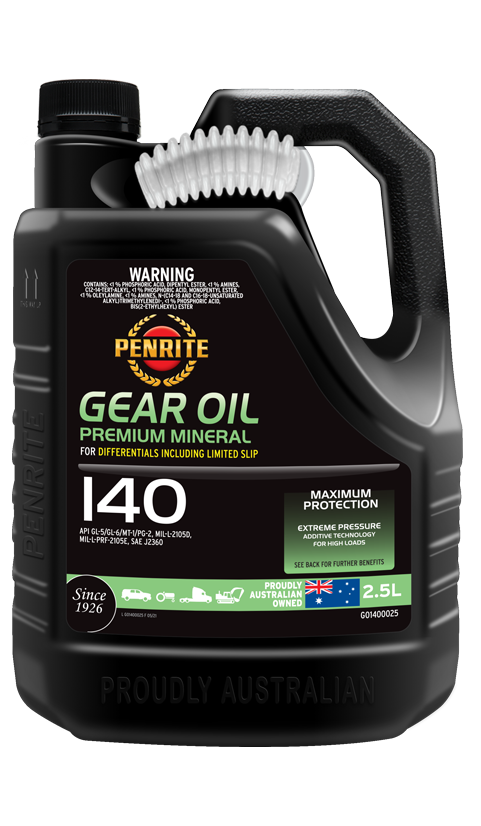 WARNING
CONTAINS: <1 % PHOSPHORIC ACID, DIPENTYL ESTER, <1 % AMINES,
C12-14-TERT-ALKYL, <1 % PHOSPHORIC ACID, MONOPENTYL ESTER,
<1 % OLEYLAMINE, <1 % AMINES, N-(C14-18 AND C16-18-UNSATURATED
ALKYL)TRIMETHYLENEDI-, <1 % PHOSPHORIC ACID,
BIS(2-ETHYLHEXYL) ESTER
PENRITE
GEAR OIL
PREMIUM MINERAL
FOR DIFFERENTIALS INCLUDING LIMITED SLIP
140
API GL-5/GL-6/MT-1/PG-2, MIL-L-2105D,
MIL-L-PRF-2105E, SAE J2360
MAXIMUM
PROTECTION
EXTREME PRESSURE
ADDITIVE TECHNOLOGY
FOR HIGH LOADS
SEE BACK FOR FURTHER BENEFITS
Since
1926
PROUDLY
AUSTRALIAN
OWNED
2.5L
GO1400025
PENRITE
PROUDLY AUSTRALIAN